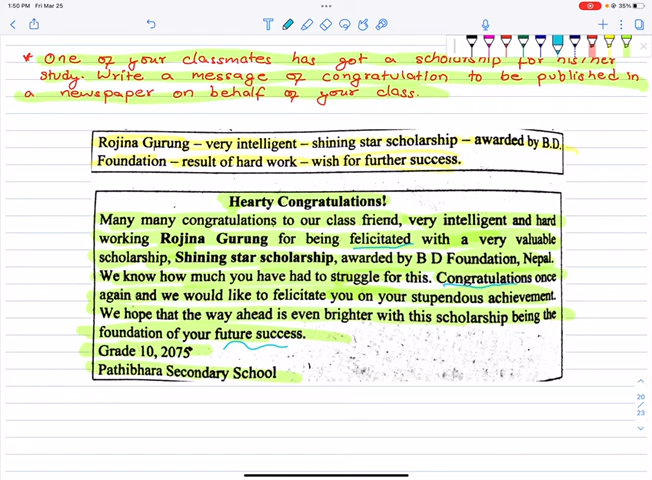 1:50 PM Fri Mar 25
35%
* One of your classmates has got a scholarship for his/her
study. Write a message of congratulation to be published in
a newspaper on behalf of your class.
Rojina Gurung – very intelligent – shining star scholarship – awarded by B.D.
Foundation – result of hard work – wish for further success.
Hearty Congratulations!
Many many congratulations to our class friend, very intelligent and hard
working Rojina Gurung for being felicitated with a very valuable
scholarship, Shining star scholarship, awarded by B D Foundation, Nepal.
We know how much you have had to struggle for this. Congratulations once
again and we would like to felicitate you on your stupendous achievement.
We hope that the way ahead is even brighter with this scholarship being the
foundation of your future success.
Grade 10, 2075
Pathibhara Secondary School
20
/
23